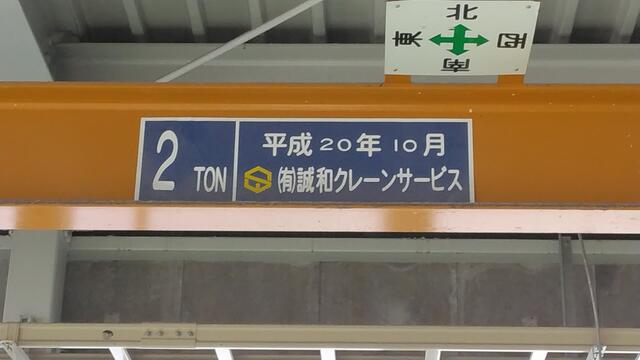 北
東 西
南
2 TON
平成20年10月
(有)誠和クレーンサービス